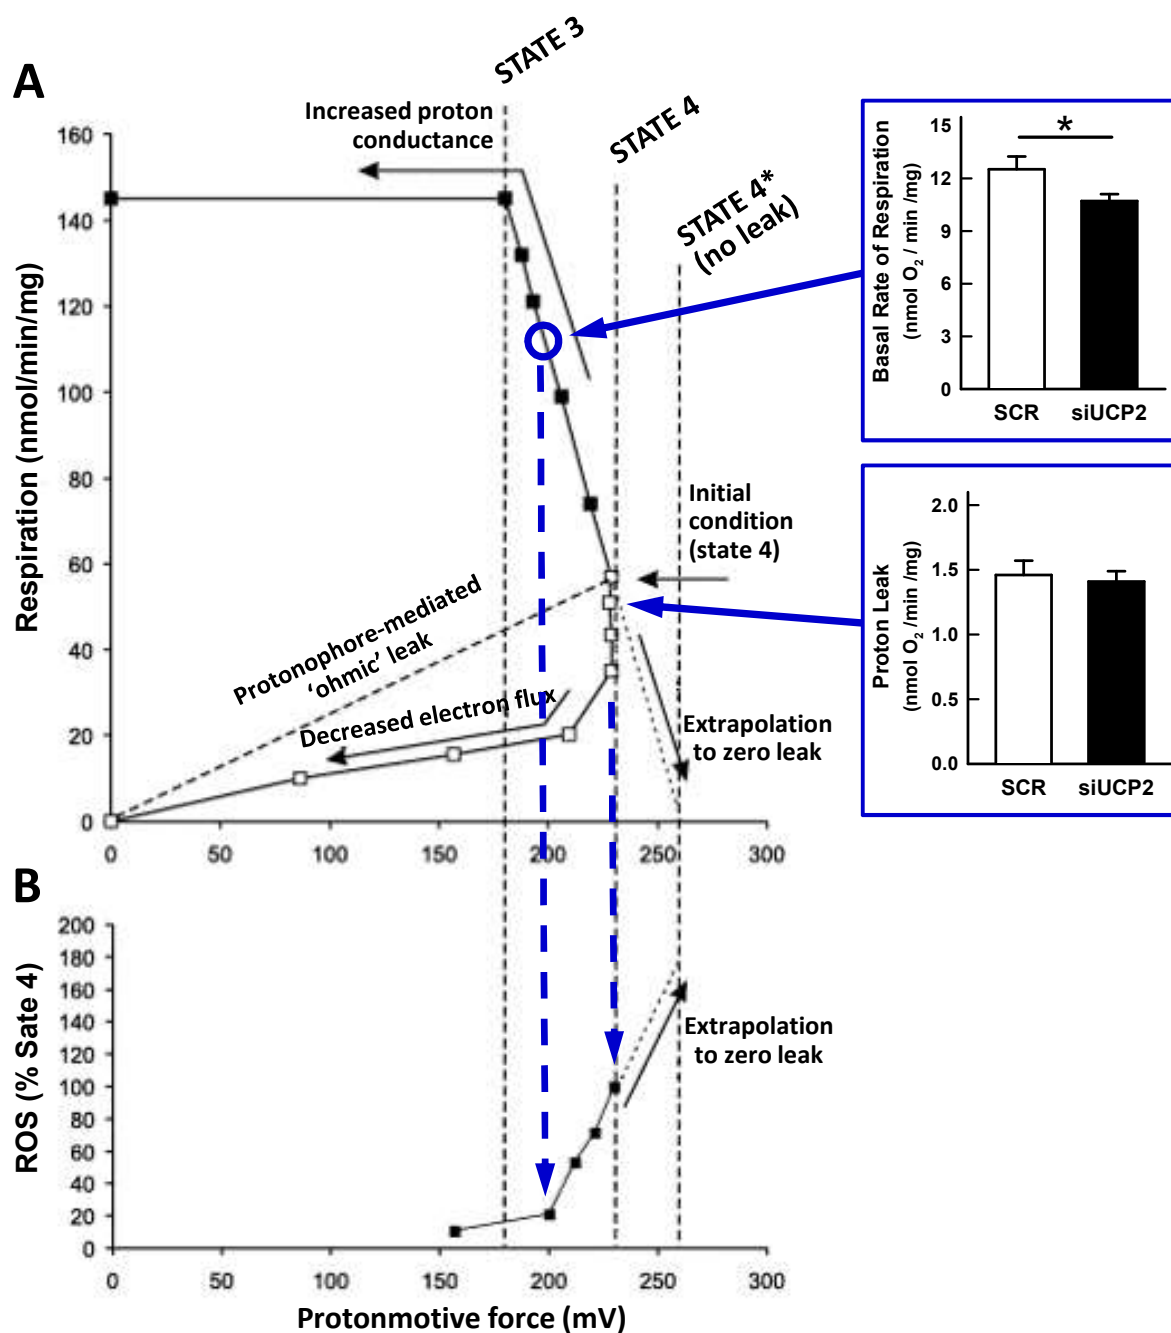 A
STATE 3
STATE 4
STATE 4*
(no leak)
Increased proton
conductance
Respiration (nmol/min/mg)
160
140
120
100
80
60
40
20
0
0
50
100
150
200
250
300
Initial
condition
(state 4)
Protonophore-mediated
‘ohmic’ leak
Decreased electron flux
Extrapolation
to zero leak
Basal Rate of Respiration
(nmol O2 / min /mg)
15
12
9
6
3
0
*
SCR
siUCP2
Proton Leak
(nmol O2 /min /mg)
2.0
1.5
1.0
0.5
0.0
SCR
siUCP2
B
ROS (% Sate 4)
200
180
160
140
120
100
80
60
40
20
0
Extrapolation
to zero leak
0
50
100
150
200
250
300
Protonmotive force (mV)